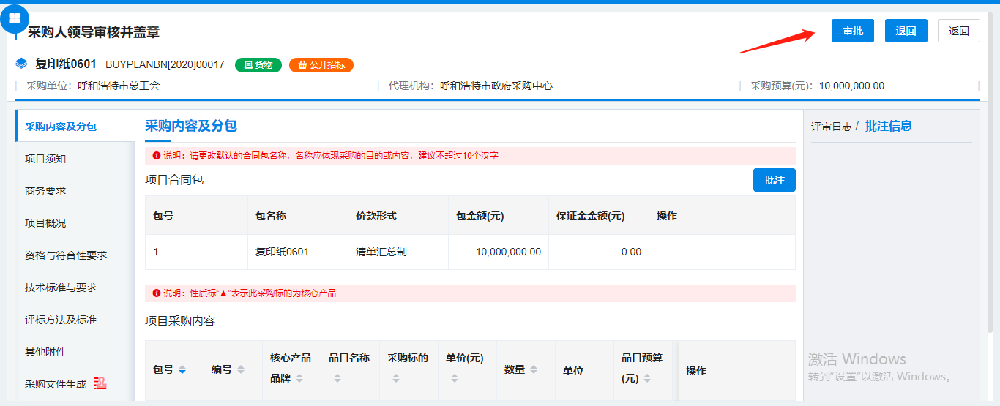 采购人领导审核并盖章
审批 退回 返回
复印纸0601 BUYPLANBN[2020]00017 货物 公开招标
采购单位: 呼和浩特市总工会 代理机构: 呼和浩特市政府采购中心 采购预算(元): 10,000,000.00
采购内容及分包
项目须知
商务要求
项目概况
资格与符合性要求
技术标准与要求
评标方法及标准
其他附件
采购文件生成
采购内容及分包
说明: 请更改默认的合同包名称，名称应体现采购的目的或内容，建议不超过10个汉字
项目合同包 批注
包号 包名称 价款形式 包金额(元) 保证金金额(元) 操作
1 复印纸0601 清单汇总制 10,000,000.00 0.00
说明: 性质标“▲”表示此采购标的为核心产品
项目采购内容
包号 编号 核心产品品牌 品目名称 采购标的 单价(元) 数量 单位 品目预算(元) 操作
评审日志 / 批注信息
激活 Windows
转到“设置”以激活 Windows。